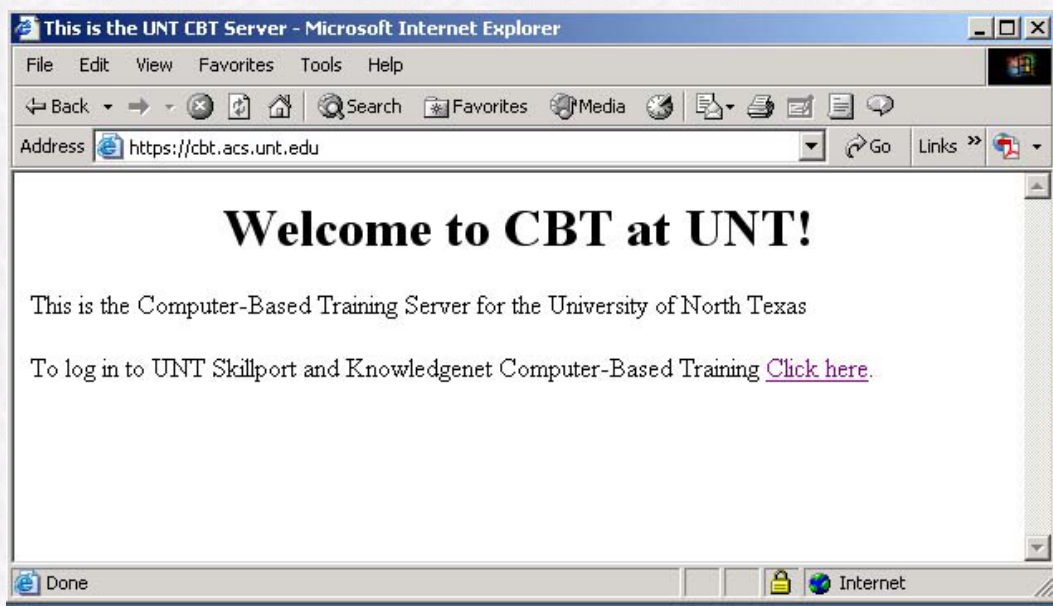 This is the UNT CBT Server - Microsoft Internet Explorer
File Edit View Favorites Tools Help
Back Search Favorites Media
Address https://cbt.acs.unt.edu Go Links »
Welcome to CBT at UNT!
This is the Computer-Based Training Server for the University of North Texas
To log in to UNT Skillport and Knowledgenet Computer-Based Training Click here.
Done Internet